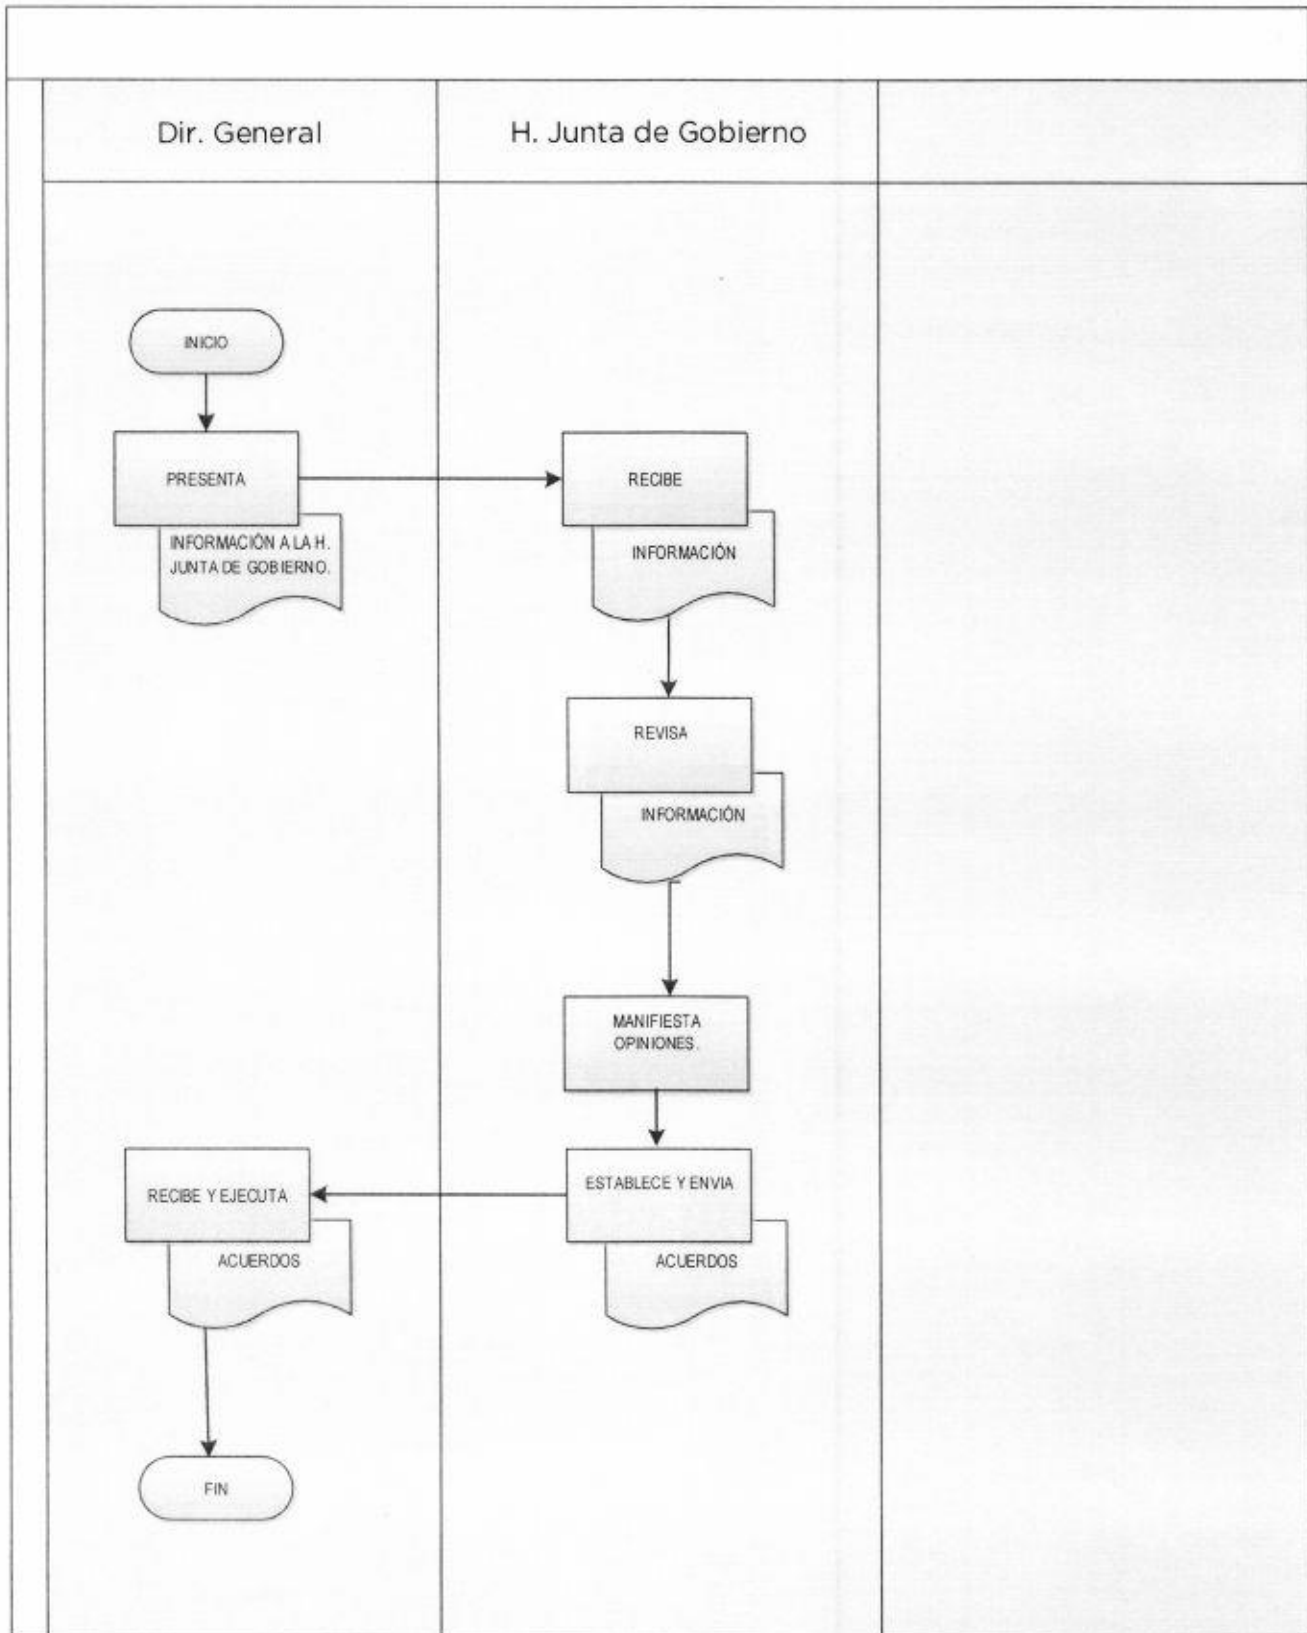 Dir. General
H. Junta de Gobierno
INICIO
PRESENTA
INFORMACIÓN A LA H.
JUNTA DE GOBIERNO.
RECIBE
INFORMACIÓN
REVISA
INFORMACIÓN
MANIFIESTA
OPINIONES.
ESTABLECE Y ENVIA
ACUERDOS
RECIBE Y EJECUTA
ACUERDOS
FIN